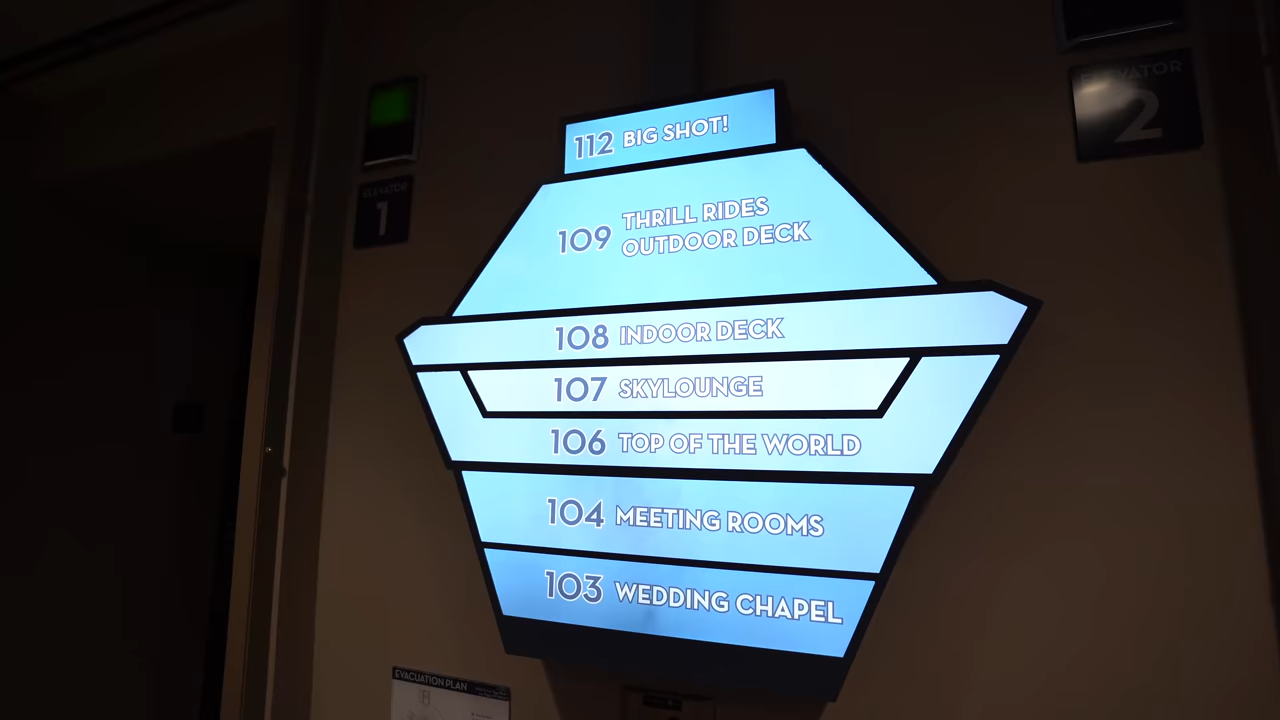 112 BIG SHOT!
109 THRILL RIDES
OUTDOOR DECK
108 INDOOR DECK
107 SKYLOUNGE
106 TOP OF THE WORLD
104 MEETING ROOMS
103 WEDDING CHAPEL
ELEVATOR
1
ELEVATOR
2
EVACUATION PLAN